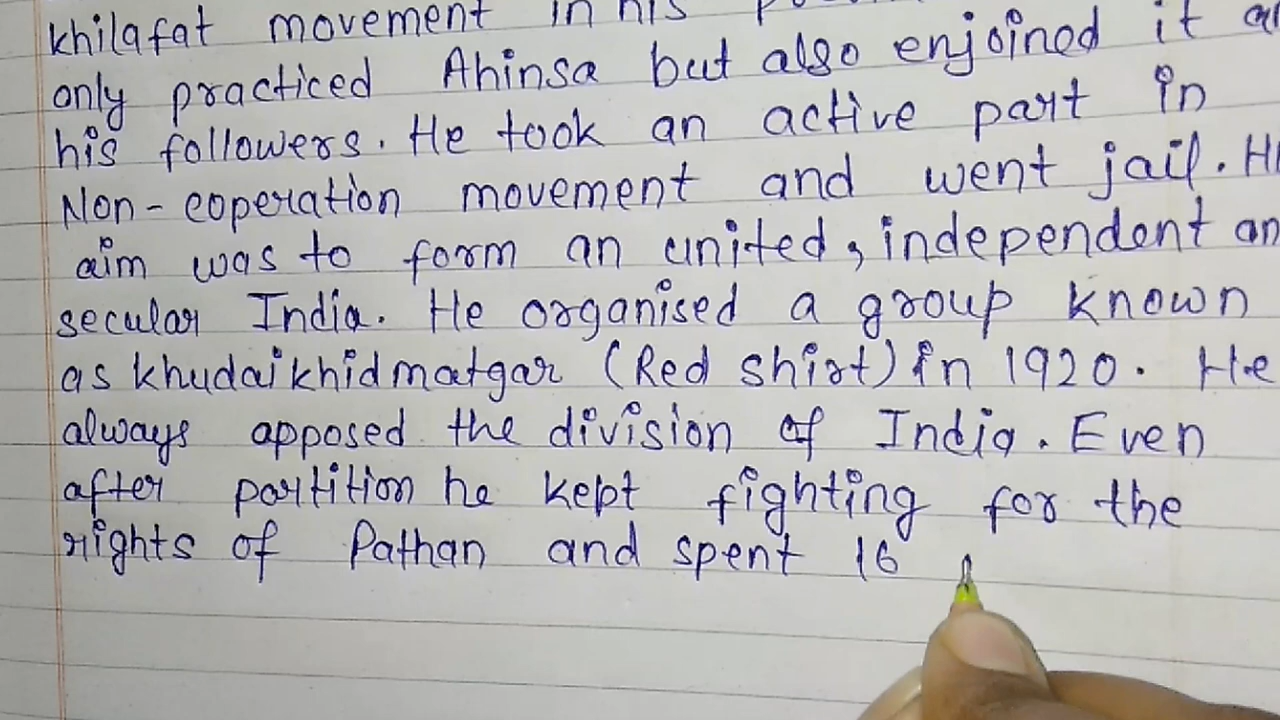 khilafat movement in his
only practiced Ahinsa but also enjoined it
his followers. He took an active part in
Non-coperation movement and went jail.
aim was to form an united, independent an
secular India. He organised a group known
as khudai khidmatgar (Red shirt) in 1920. He
always apposed the division of India. Even
after partition he kept fighting for the
rights of Pathan and spent 16